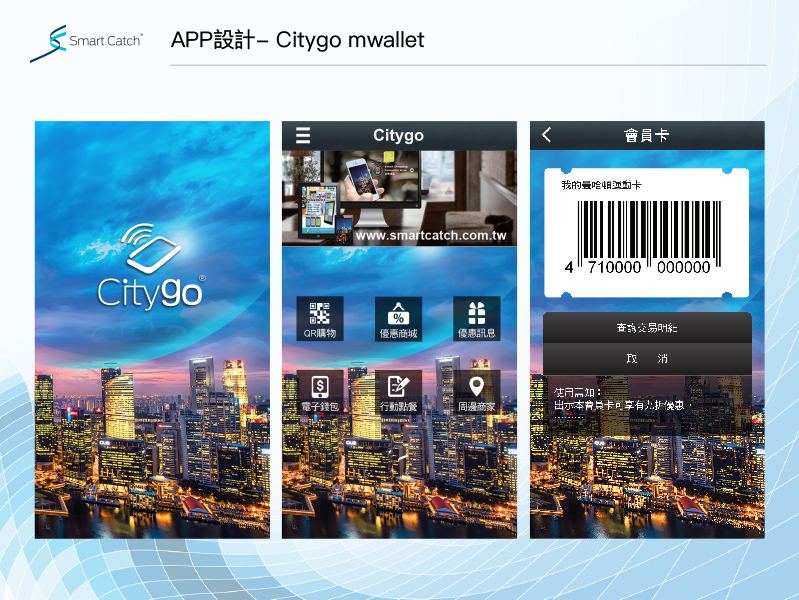 Smart Catch®
APP設計– Citygo mwallet
Citygo®
Citygo
www.smartcatch.com.tw
QR購物
優惠商城
優惠訊息
電子錢包
行動點餐
周邊商家
會員卡
我的曼哈頓運動卡
4 710000 000000
查詢交易明細
取 消
使用需知：
出示本會員卡可享有九折優惠，